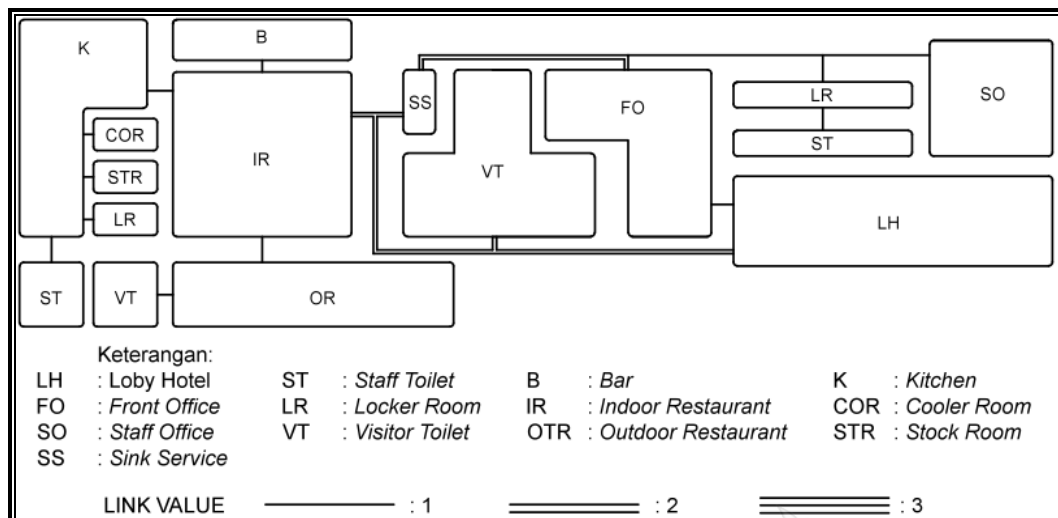 K
B
SS
FO
LR
SO
COR
IR
VT
ST
STR
LR
LH
ST
VT
OR
Keterangan:
LH : Loby Hotel ST : Staff Toilet B : Bar K : Kitchen
FO : Front Office LR : Locker Room IR : Indoor Restaurant COR : Cooler Room
SO : Staff Office VT : Visitor Toilet OTR : Outdoor Restaurant STR : Stock Room
SS : Sink Service
LINK VALUE : 1 : 2 : 3